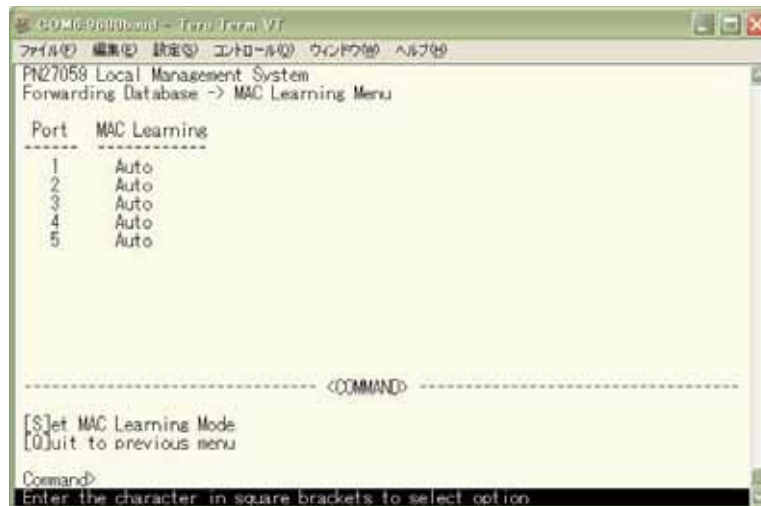 COM6:9600baud - Tera Term VT
ファイル(F) 編集(E) 設定(S) コントロール(O) ウィンドウ(W) ヘルプ(H)
PN27059 Local Management System
Forwarding Database -> MAC Learning Menu
Port MAC Learning
------ ------------
1 Auto
2 Auto
3 Auto
4 Auto
5 Auto
-------------------------------- <COMMAND> -----------------------------------
[S]et MAC Learning Mode
[Q]uit to previous menu
Command>
Enter the character in square brackets to select option